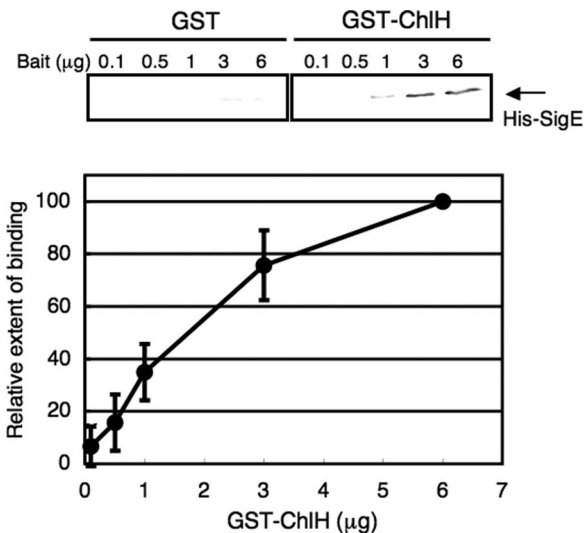 GST GST-ChlH
Bait (μg) 0.1 0.5 1 3 6 0.1 0.5 1 3 6
His-SigE
Relative extent of binding
100
80
60
40
20
0
0 1 2 3 4 5 6 7
GST-ChlH (μg)